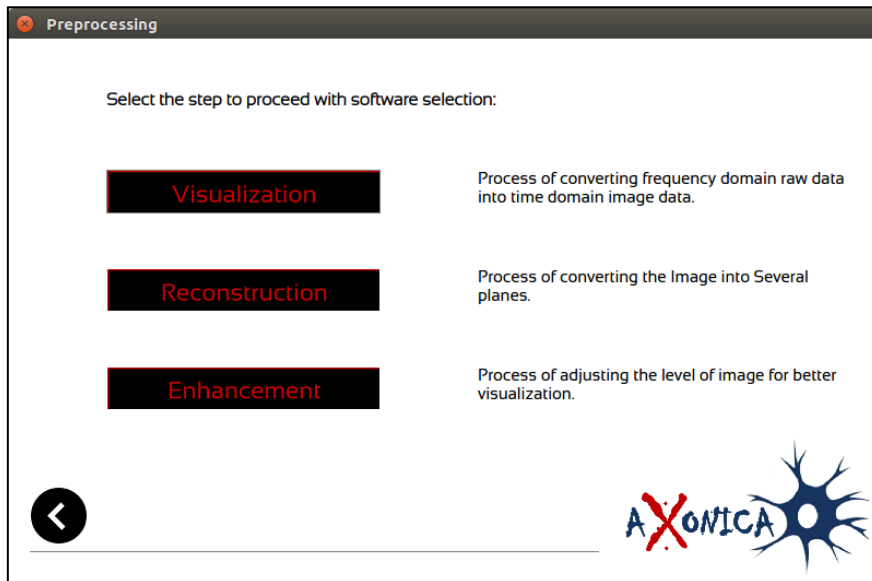 Preprocessing
Select the step to proceed with software selection:
Visualization
Process of converting frequency domain raw data
into time domain image data.
Reconstruction
Process of converting the Image into Several
planes.
Enhancement
Process of adjusting the level of image for better
visualization.
AXONICA